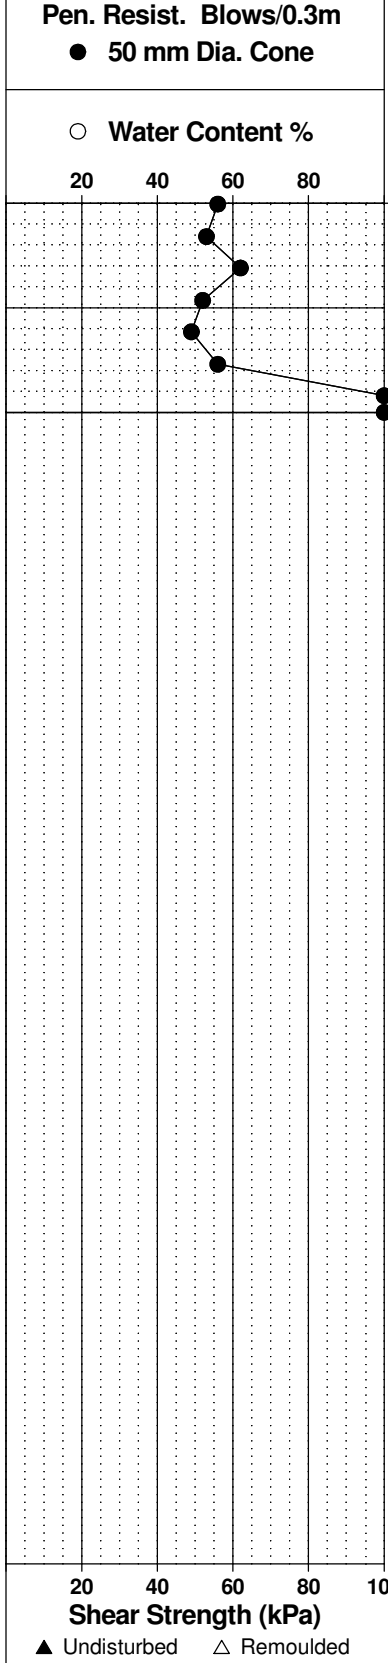 Pen. Resist. Blows/0.3m
● 50 mm Dia. Cone
○ Water Content %
20 40 60 80
20 40 60 80 10
Shear Strength (kPa)
▲ Undisturbed △ Remoulded